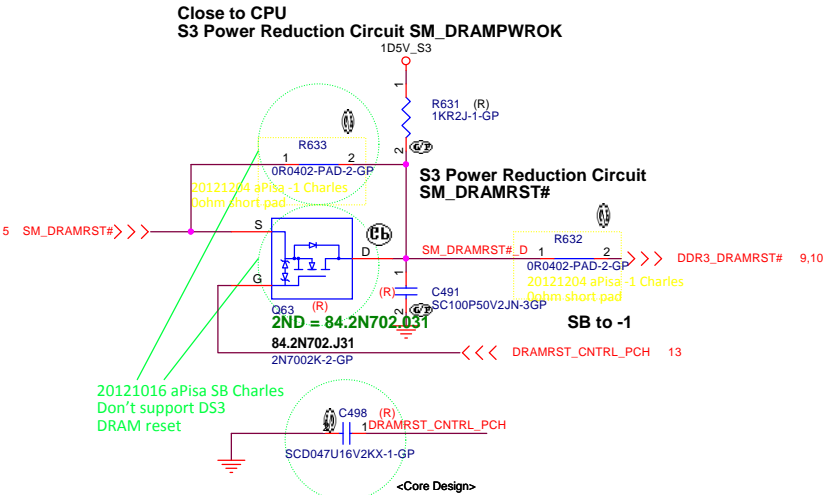 Close to CPU
S3 Power Reduction Circuit SM_DRAMPWROK
1D5V_S3
1
R631 (R)
1KR2J-1-GP
2
R633
1 2
0R0402-PAD-2-GP
20121204 aPisa -1 Charles
0ohm short pad
S3 Power Reduction Circuit
SM_DRAMRST#
5 SM_DRAMRST#
S
D
G
SM_DRAMRST#_D
R632
1 2
0R0402-PAD-2-GP
DDR3_DRAMRST# 9,10
20121204 aPisa -1 Charles
0ohm short pad
1
(R) C491
SC100P50V2JN-3GP
2
Q63 (R)
2ND = 84.2N702.031
SB to -1
84.2N702.J31
2N7002K-2-GP
DRAMRST_CNTRL_PCH 13
20121016 aPisa SB Charles
Don't support DS3
DRAM reset
C498 (R)
2 1 DRAMRST_CNTRL_PCH
SCD047U16V2KX-1-GP
<Core Design>